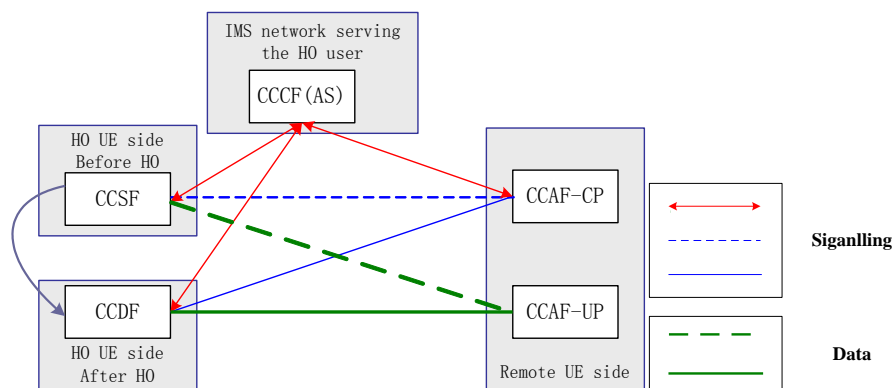 IMS network serving
the HO user
CCCF(AS)
HO UE side
Before HO
CCSF
CCAF-CP
Siganlling
CCDF
CCAF-UP
HO UE side
After HO
Remote UE side
Data